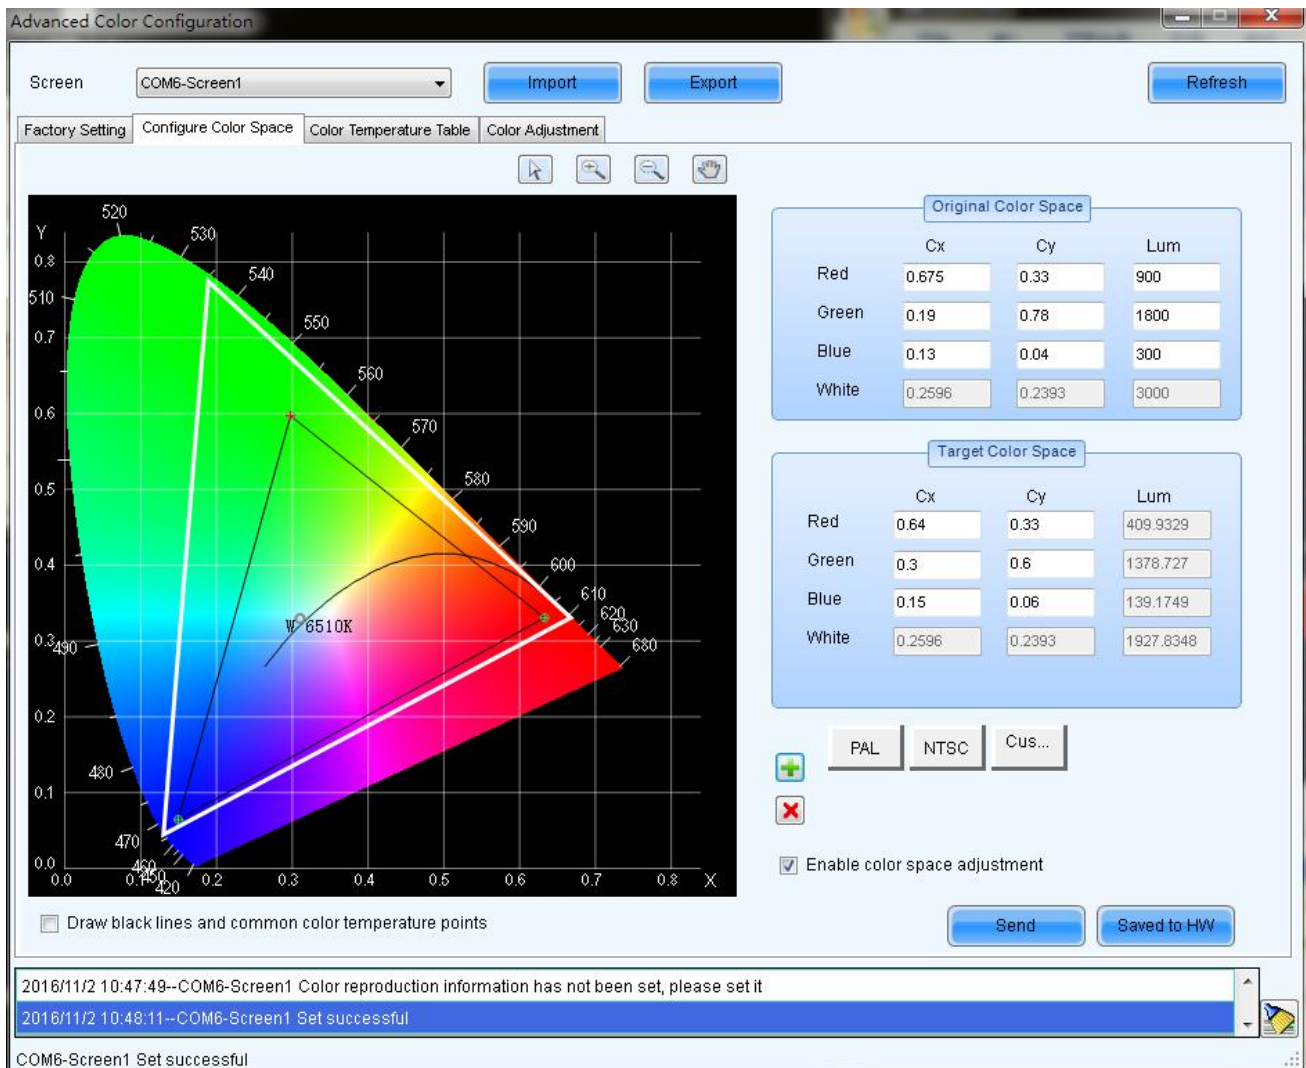 Advanced Color Configuration
Screen COM6-Screen1 Import Export Refresh
Factory Setting Configure Color Space Color Temperature Table Color Adjustment
Y
0.8
0.7
0.6
0.5
0.4
0.3
0.2
0.1
0.0
0.0 0.1 0.2 0.3 0.4 0.5 0.6 0.7 0.8 X
520
530
540
510
550
560
570
580
590
600
610
620
630
680
490
480
470
460
450
420
W 6510K
Original Color Space
Cx Cy Lum
Red 0.675 0.33 900
Green 0.19 0.78 1800
Blue 0.13 0.04 300
White 0.2596 0.2393 3000
Target Color Space
Cx Cy Lum
Red 0.64 0.33 409.9329
Green 0.3 0.6 1378.727
Blue 0.15 0.06 139.1749
White 0.2596 0.2393 1927.8348
PAL NTSC Cus...
Enable color space adjustment
Draw black lines and common color temperature points
Send Saved to HW
2016/11/2 10:47:49--COM6-Screen1 Color reproduction information has not been set, please set it
2016/11/2 10:48:11--COM6-Screen1 Set successful
COM6-Screen1 Set successful